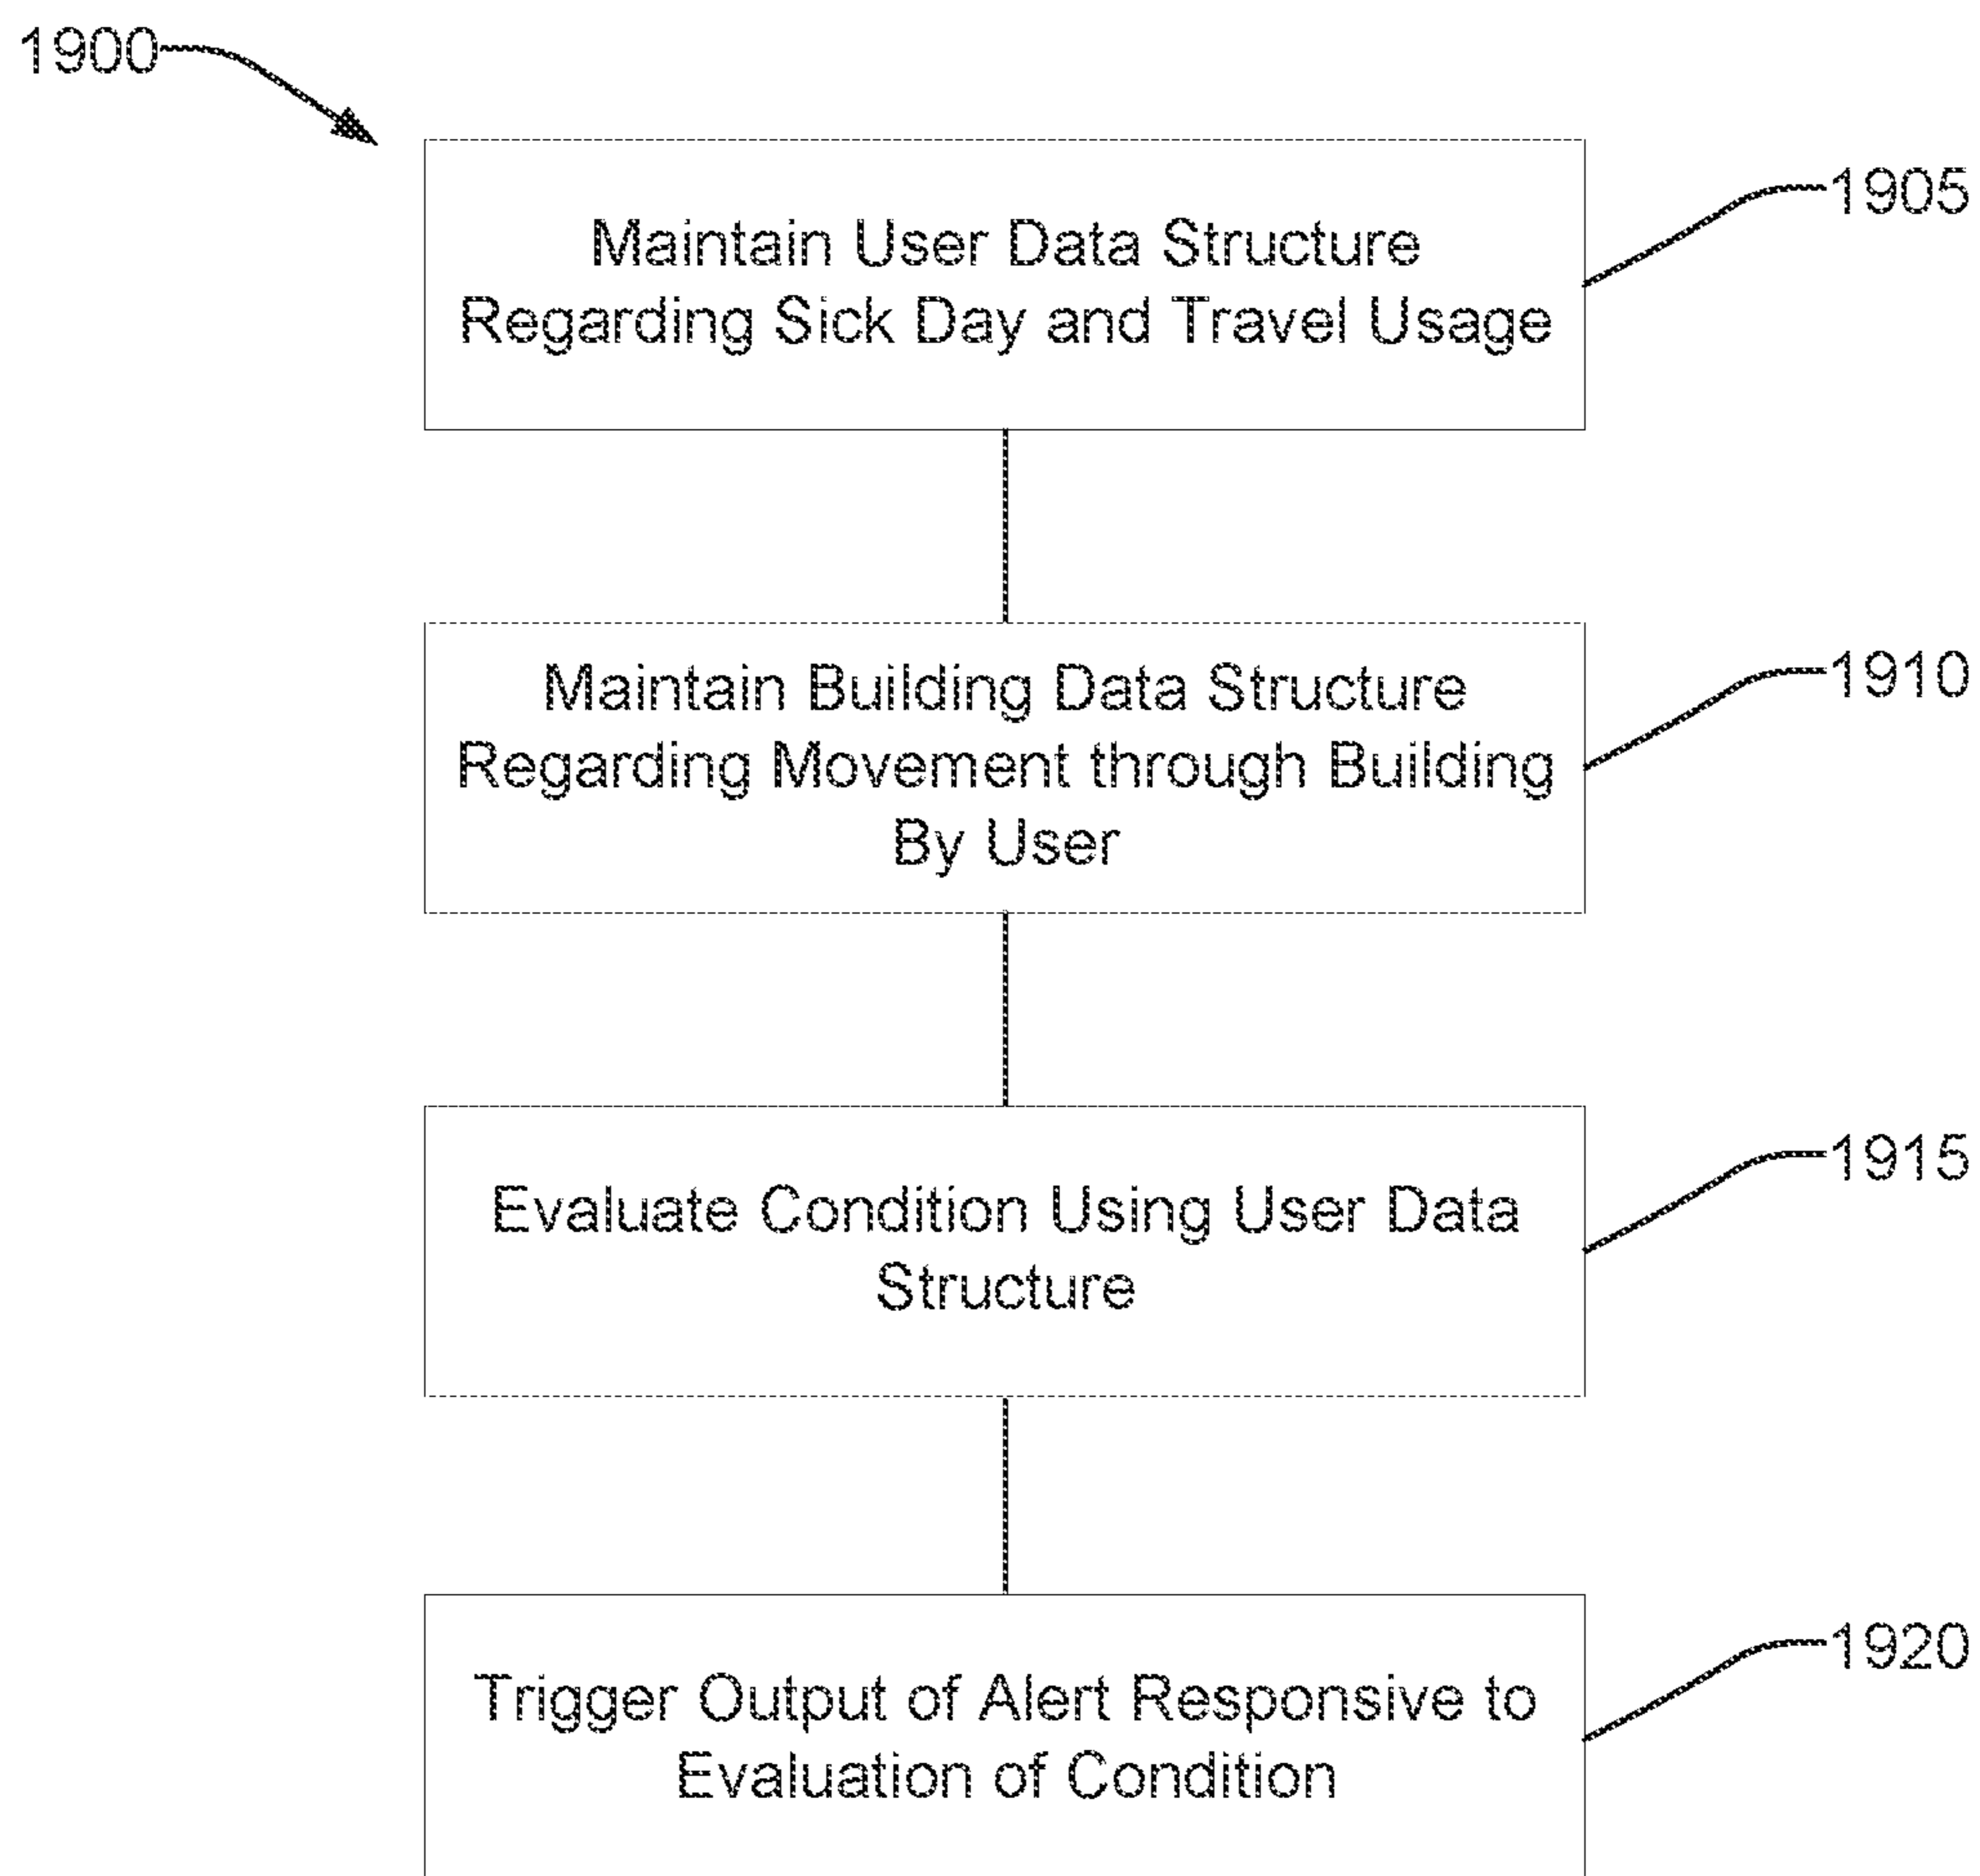 1900
1905
Maintain User Data Structure
Regarding Sick Day and Travel Usage
1910
Maintain Building Data Structure
Regarding Movement through Building
By User
1915
Evaluate Condition Using User Data
Structure
1920
Trigger Output of Alert Responsive to
Evaluation of Condition